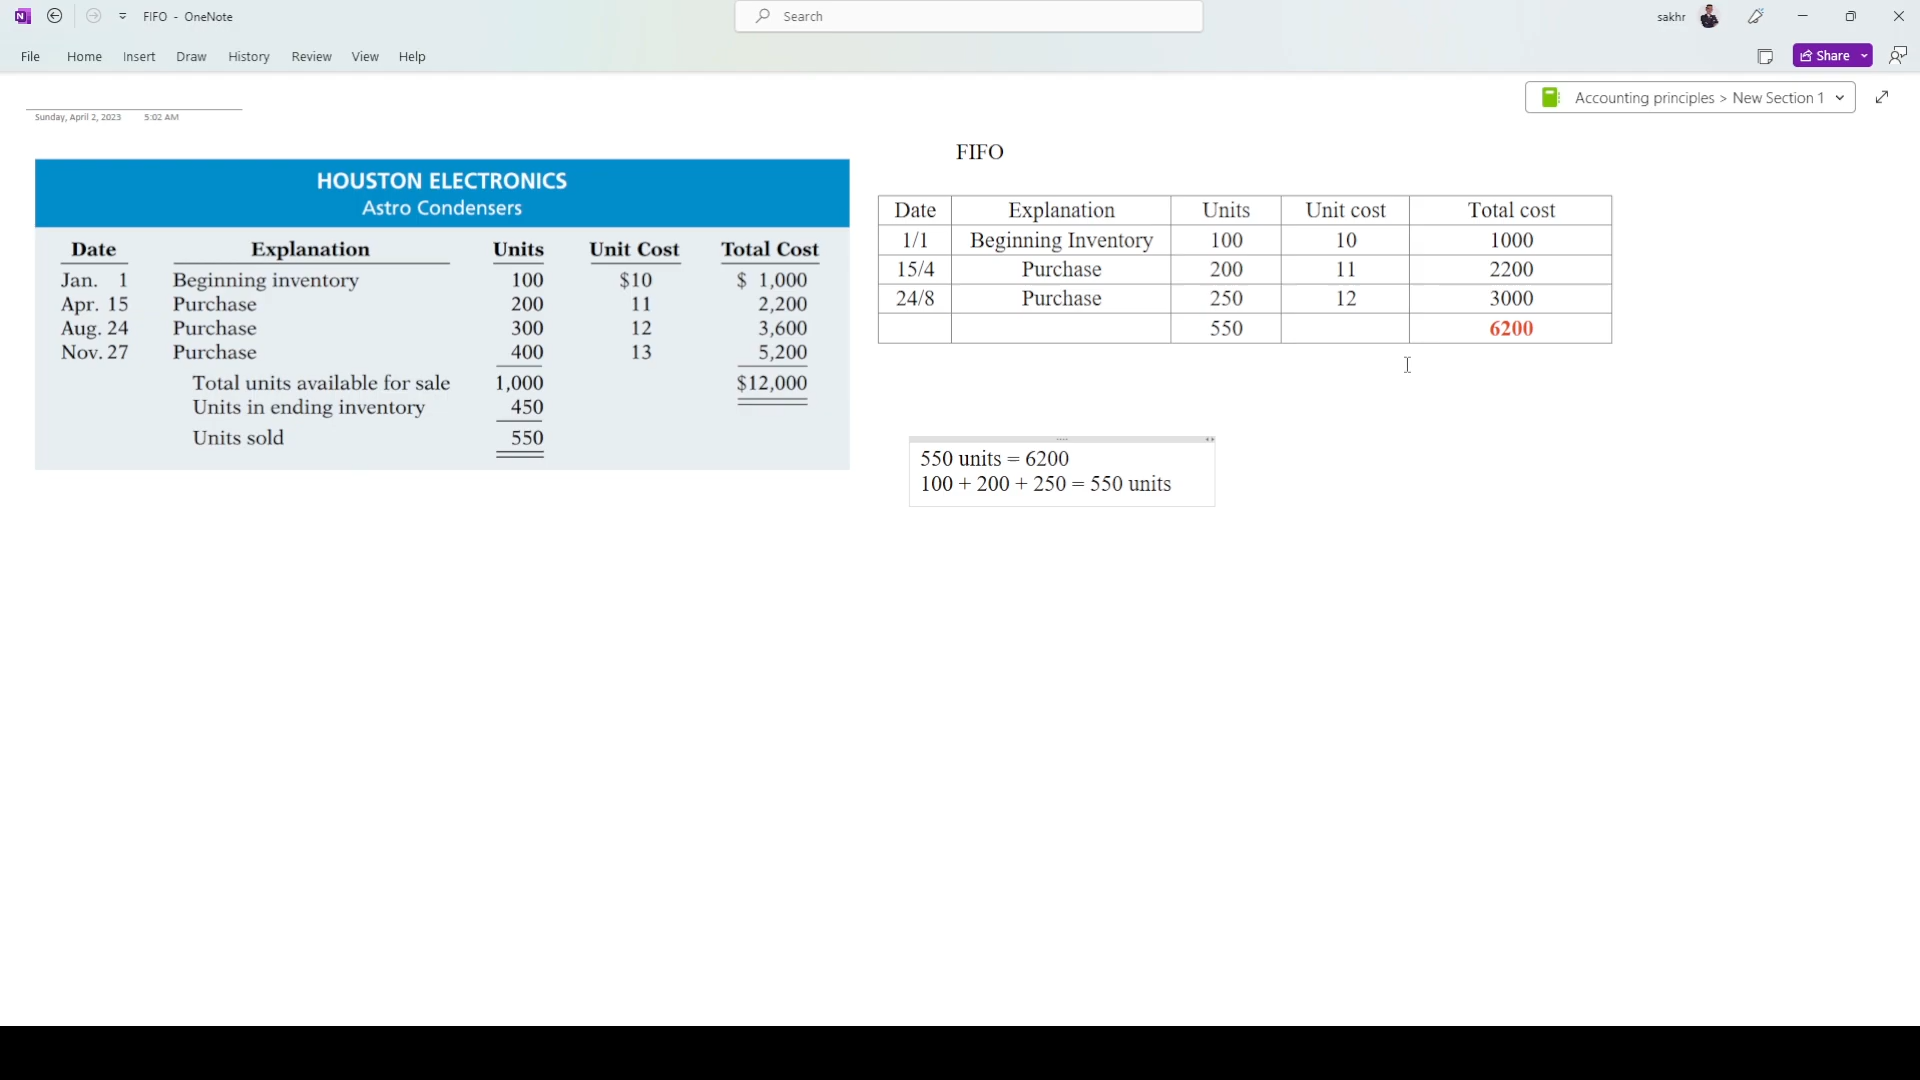 FIFO - OneNote
Search
sakhr
File Home Insert Draw History Review View Help
Share
Accounting principles > New Section 1
Sunday, April 2, 2023 5:02 AM
HOUSTON ELECTRONICS
Astro Condensers
Date Explanation Units Unit Cost Total Cost
Jan. 1 Beginning inventory 100 $10 $ 1,000
Apr. 15 Purchase 200 11 2,200
Aug. 24 Purchase 300 12 3,600
Nov. 27 Purchase 400 13 5,200
Total units available for sale 1,000 $12,000
Units in ending inventory 450
Units sold 550
FIFO
Date Explanation Units Unit cost Total cost
1/1 Beginning Inventory 100 10 1000
15/4 Purchase 200 11 2200
24/8 Purchase 250 12 3000
550 6200
550 units = 6200
100 + 200 + 250 = 550 units